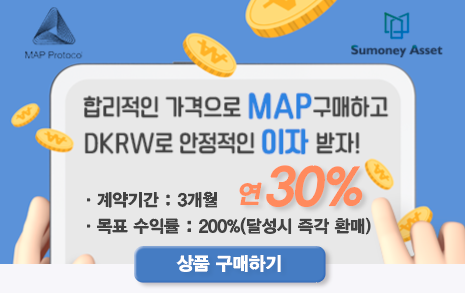 MAP Protocol
Sumoney Asset
합리적인 가격으로 MAP구매하고
DKRW로 안정적인 이자 받자!
· 계약기간 : 3개월 연 30%
· 목표 수익률 : 200%(달성시 즉각 환매)
상품 구매하기